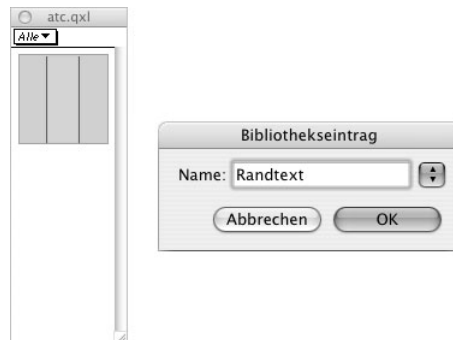 atc.qxl
Alle
Bibliothekseintrag
Name: Randtext
Abbrechen OK